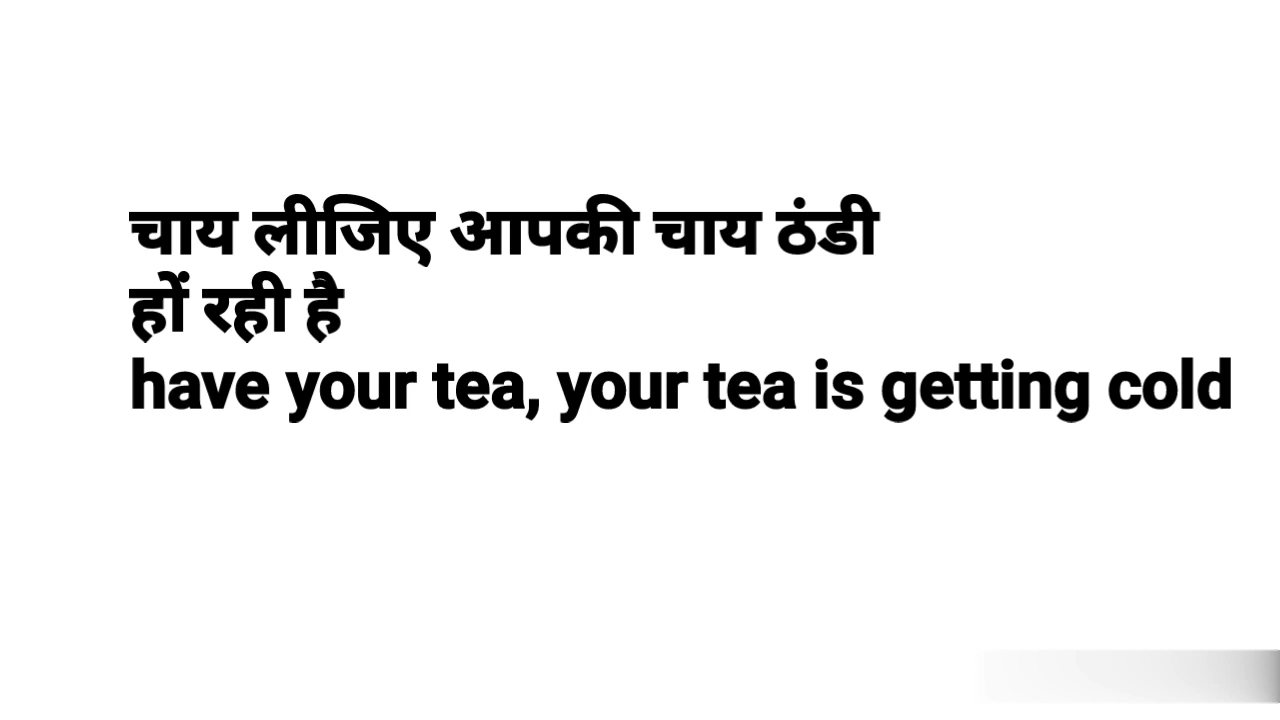 चाय लीजिए आपकी चाय ठंडी
हों रही है
have your tea, your tea is getting cold